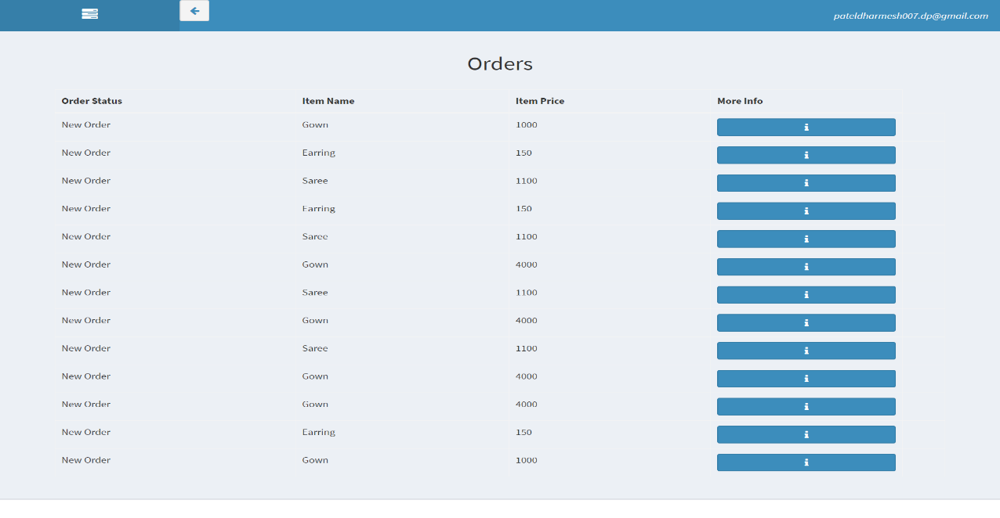 pateldharmesh007.dp@gmail.com
Orders
Order Status Item Name Item Price More Info
New Order Gown 1000
New Order Earring 150
New Order Saree 1100
New Order Earring 150
New Order Saree 1100
New Order Gown 4000
New Order Saree 1100
New Order Gown 4000
New Order Saree 1100
New Order Gown 4000
New Order Gown 4000
New Order Earring 150
New Order Gown 1000